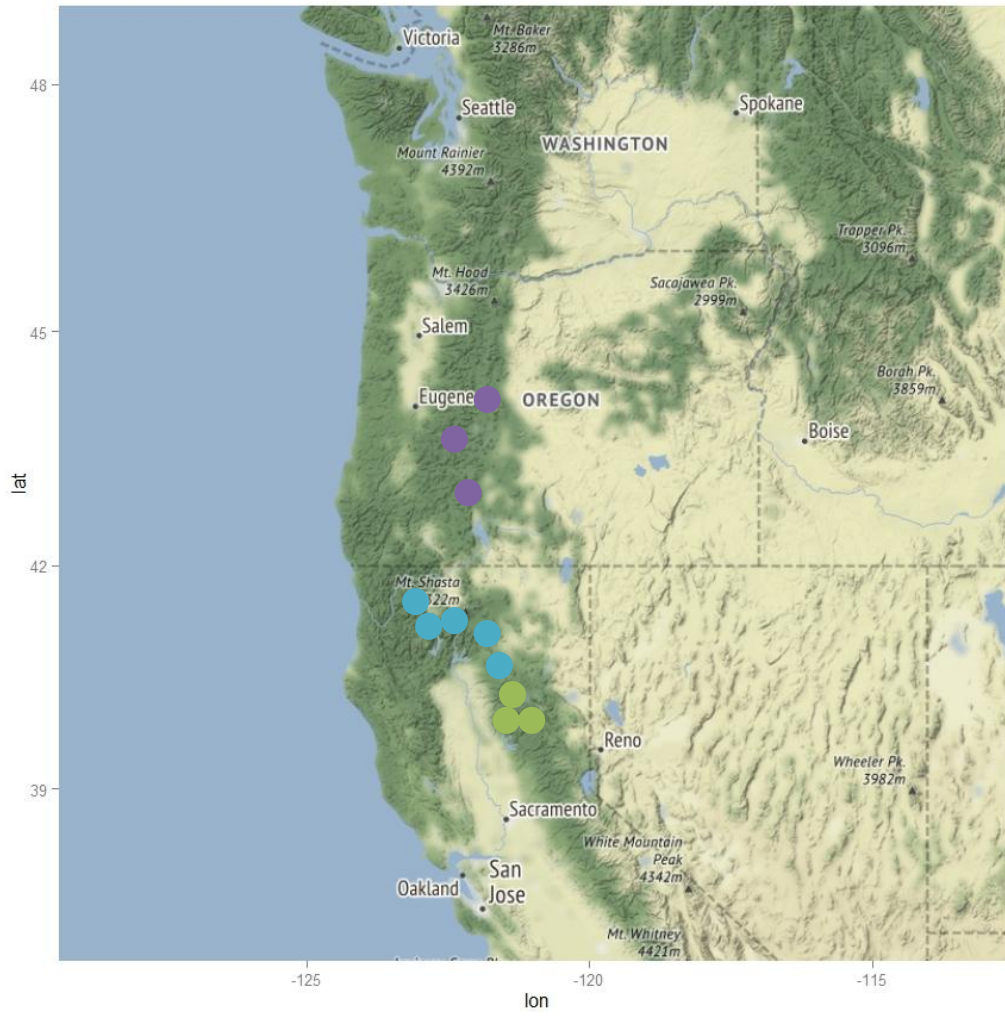 Victoria
Mt. Baker
3286m
48
Seattle
Spokane
WASHINGTON
Mount Rainier
4392m
Trapper Pk.
3096m
Mt. Hood
3426m
Sacajawea Pk.
2999m
45
Salem
Borah Pk.
3859m
Eugene
OREGON
Boise
lat
42
Mt. Shasta
322m
Reno
Wheeler Pk.
3982m
39
Sacramento
White Mountain
Peak
4342m
San
Jose
Oakland
Mt. Whitney
4421m
-125
-120
-115
lon